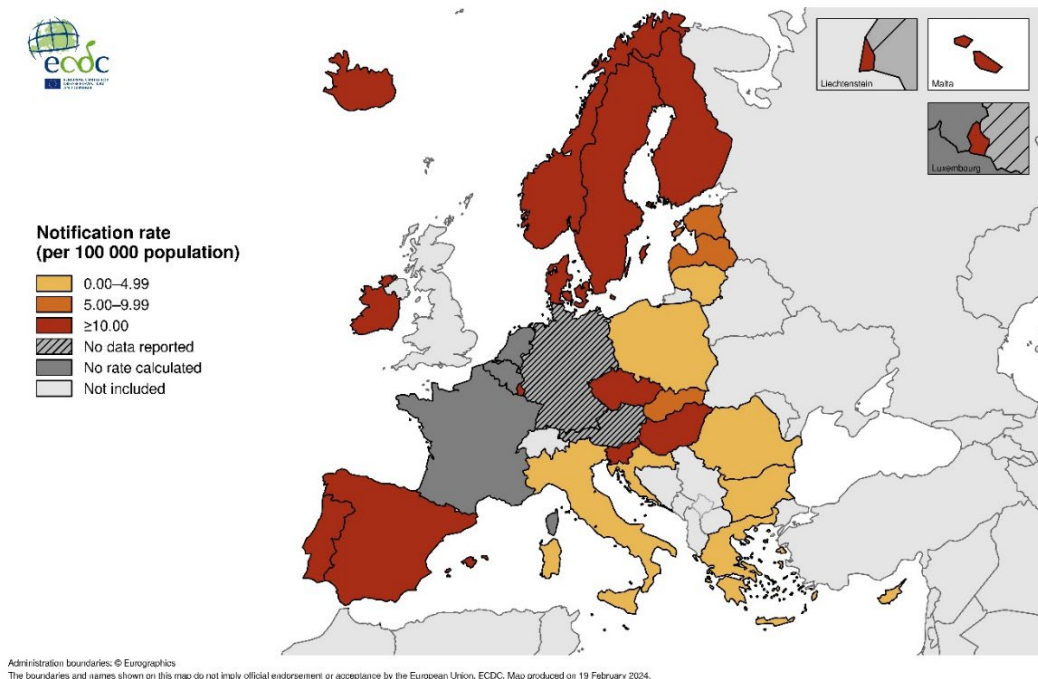 ecdc
Liechtenstein
Malta
Luxembourg
Notification rate
(per 100 000 population)
0.00–4.99
5.00–9.99
≥10.00
No data reported
No rate calculated
Not included
Administration boundaries: © Eurographics
The boundaries and names shown on this map do not imply official endorsement or acceptance by the European Union. ECDC. Map produced on 19 February 2024.